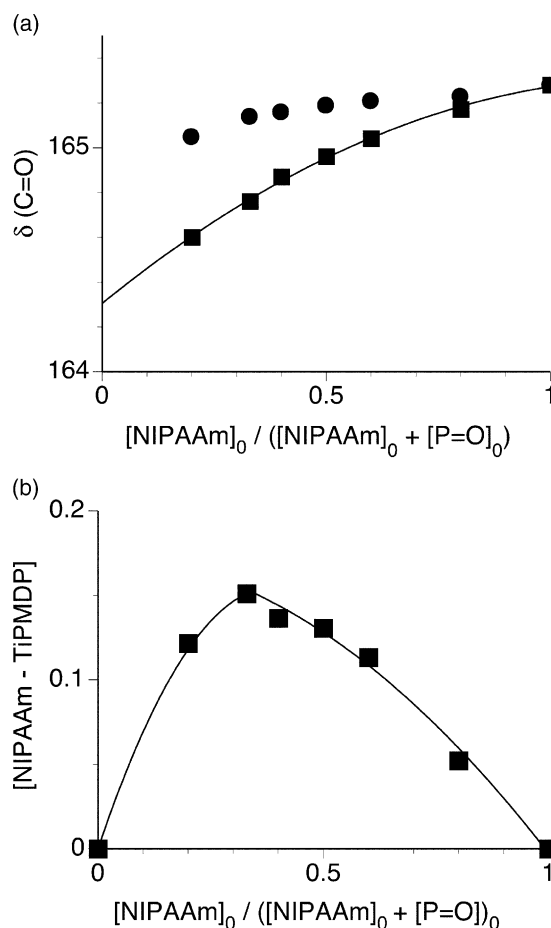 (a)
165
164
δ (C=O)
0
0.5
1
[NIPAAm]₀ / ([NIPAAm]₀ + [P=O]₀)
(b)
0.2
0.1
0
[NIPAAm - TiPMDP]
0
0.5
1
[NIPAAm]₀ / ([NIPAAm]₀ + [P=O])₀